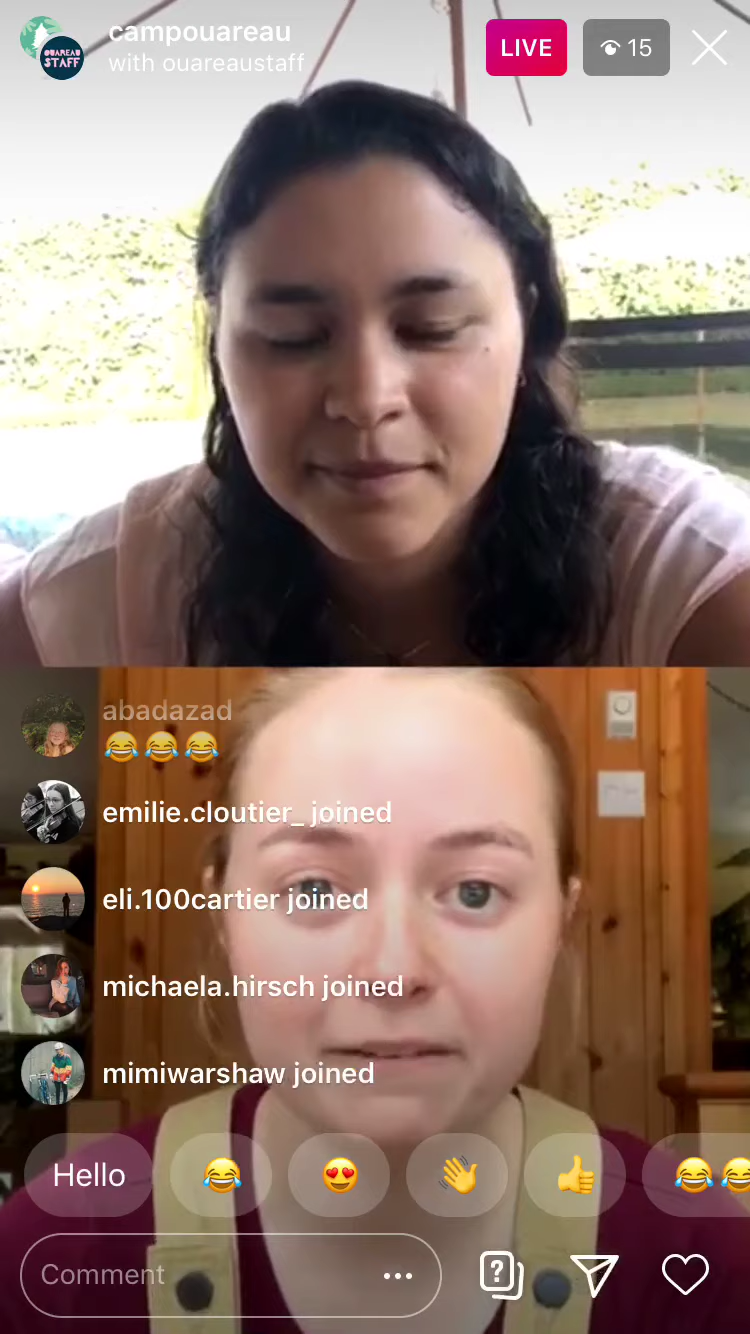 campouareau
with ouareaustaff
OUAREAU
STAFF
LIVE
15
abadazad
😂😂😂
emilie.cloutier_ joined
eli.100cartier joined
michaela.hirsch joined
mimiwarshaw joined
Hello 😂 😍 👋 👍 😂😂
Comment
?